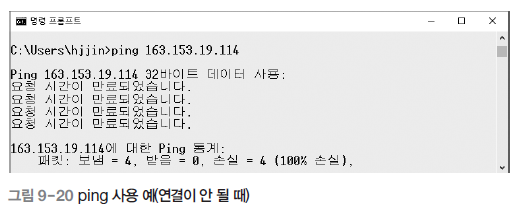 명령 프롬프트
C:\Users\hjjin>ping 163.153.19.114
Ping 163.153.19.114 32바이트 데이터 사용:
요청 시간이 만료되었습니다.
요청 시간이 만료되었습니다.
요청 시간이 만료되었습니다.
요청 시간이 만료되었습니다.
163.153.19.114에 대한 Ping 통계:
패킷: 보냄 = 4, 받음 = 0, 손실 = 4 (100% 손실),
그림 9-20 ping 사용 예(연결이 안 될 때)